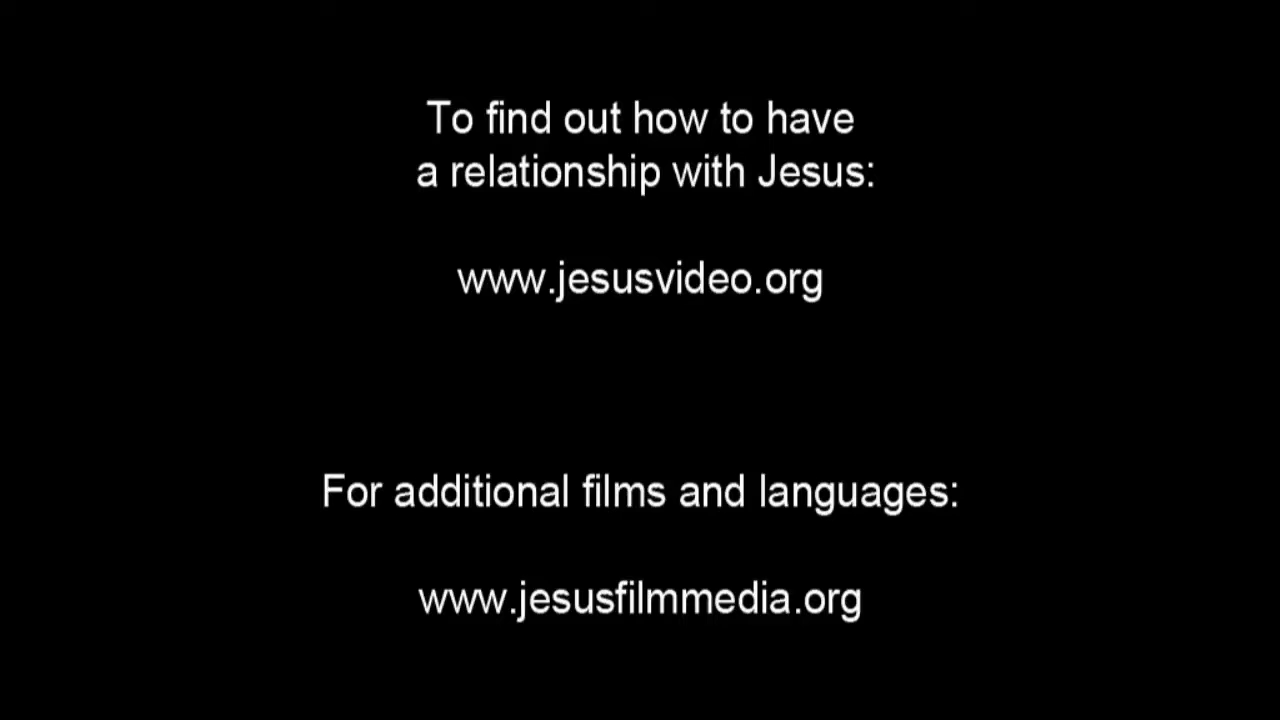 To find out how to have
a relationship with Jesus:
www.jesusvideo.org
For additional films and languages:
www.jesusfilmmedia.org